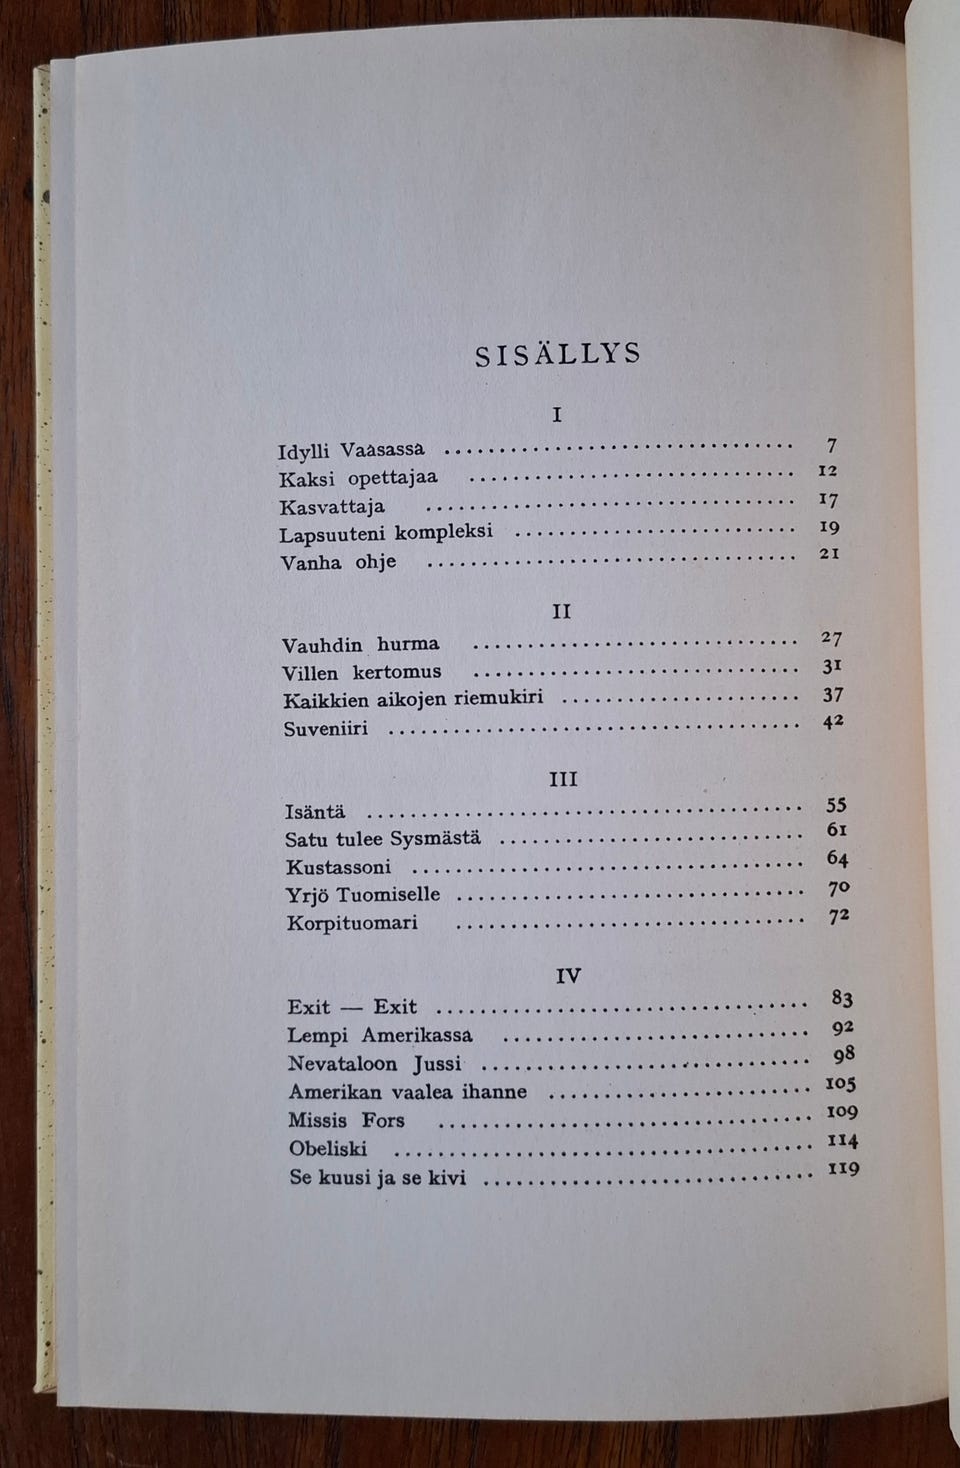 SISÄLLYS
I
Idylli Vaasassa ................................ 7
Kaksi opettajaa .............................. 12
Kasvattaja .................................. 17
Lapsuuteni kompleksi .......................... 19
Vanha ohje .................................. 21
II
Vauhdin hurma .............................. 27
Villen kertomus .............................. 31
Kaikkien aikojen riemukiri ...................... 37
Suveniiri ...................................... 42
III
Isäntä ........................................ 55
Satu tulee Sysmästä ............................ 61
Kustassoni .................................... 64
Yrjö Tuomiselle ................................ 70
Korpituomari ................................ 72
IV
Exit — Exit .................................. 83
Lempi Amerikassa ............................ 92
Nevataloon Jussi .............................. 98
Amerikan vaalea ihanne ........................ 105
Missis Fors .................................. 109
Obeliski ...................................... 114
Se kuusi ja se kivi .............................. 119